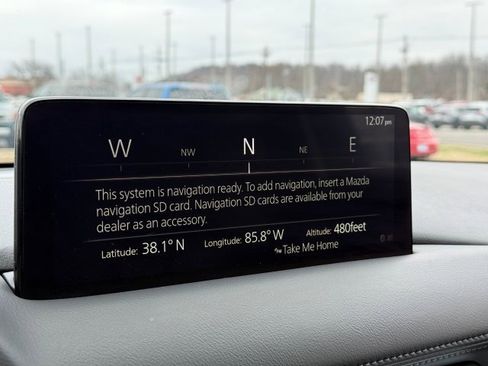 12:07 pm
W NW N NE E
This system is navigation ready. To add navigation, insert a Mazda
navigation SD card. Navigation SD cards are available from your
dealer as an accessory.
Latitude: 38.1° N Longitude: 85.8° W Altitude: 480feet
Take Me Home